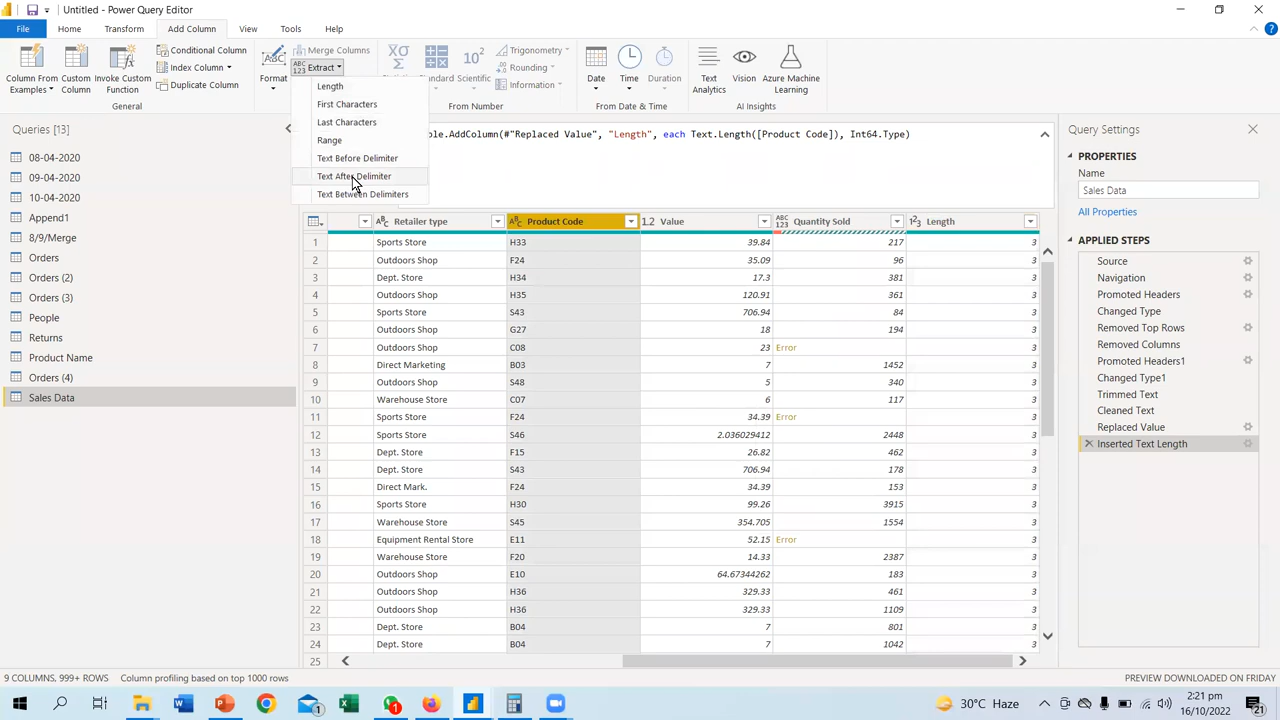 Untitled - Power Query Editor
File Home Transform Add Column View Tools Help
Column From Examples Custom Column Invoke Custom Function
Conditional Column
Index Column
Duplicate Column
General
Format
Merge Columns
ABC 123 Extract
Statistics Standard Scientific
10²
Trigonometry
Rounding
Information
From Number
Date Time Duration
From Date & Time
Text Analytics Vision Azure Machine Learning
AI Insights
Length
First Characters
Last Characters
Range
Text Before Delimiter
Text After Delimiter
Text Between Delimiters
Queries [13]
08-04-2020
09-04-2020
10-04-2020
Append1
8/9/Merge
Orders
Orders (2)
Orders (3)
People
Returns
Product Name
Orders (4)
Sales Data
ble.AddColumn(#"Replaced Value", "Length", each Text.Length([Product Code]), Int64.Type)
Retailer type Product Code 1.2 Value ABC 123 Quantity Sold 1²3 Length
1 Sports Store H33 39.84 217 3
2 Outdoors Shop F24 35.09 96 3
3 Dept. Store H34 17.3 381 3
4 Outdoors Shop H35 120.91 361 3
5 Sports Store S43 706.94 84 3
6 Outdoors Shop G27 18 194 3
7 Outdoors Shop C08 23 Error 3
8 Direct Marketing B03 7 1452 3
9 Outdoors Shop S48 5 340 3
10 Warehouse Store C07 6 117 3
11 Sports Store F24 34.39 Error 3
12 Sports Store S46 2.036029412 2448 3
13 Dept. Store F15 26.82 462 3
14 Dept. Store S43 706.94 178 3
15 Direct Mark. F24 34.39 153 3
16 Sports Store H30 99.26 3915 3
17 Warehouse Store S45 354.705 1554 3
18 Equipment Rental Store E11 52.15 Error 3
19 Warehouse Store F20 14.33 2387 3
20 Outdoors Shop E10 64.67344262 183 3
21 Outdoors Shop H36 329.33 461 3
22 Outdoors Shop H36 329.33 1109 3
23 Dept. Store B04 7 801 3
24 Dept. Store B04 7 1042 3
25
Query Settings
PROPERTIES
Name
Sales Data
All Properties
APPLIED STEPS
Source
Navigation
Promoted Headers
Changed Type
Removed Top Rows
Removed Columns
Promoted Headers1
Changed Type1
Trimmed Text
Cleaned Text
Replaced Value
Inserted Text Length
9 COLUMNS, 999+ ROWS Column profiling based on top 1000 rows PREVIEW DOWNLOADED ON FRIDAY
30°C Haze
2:21 pm
16/10/2022
21